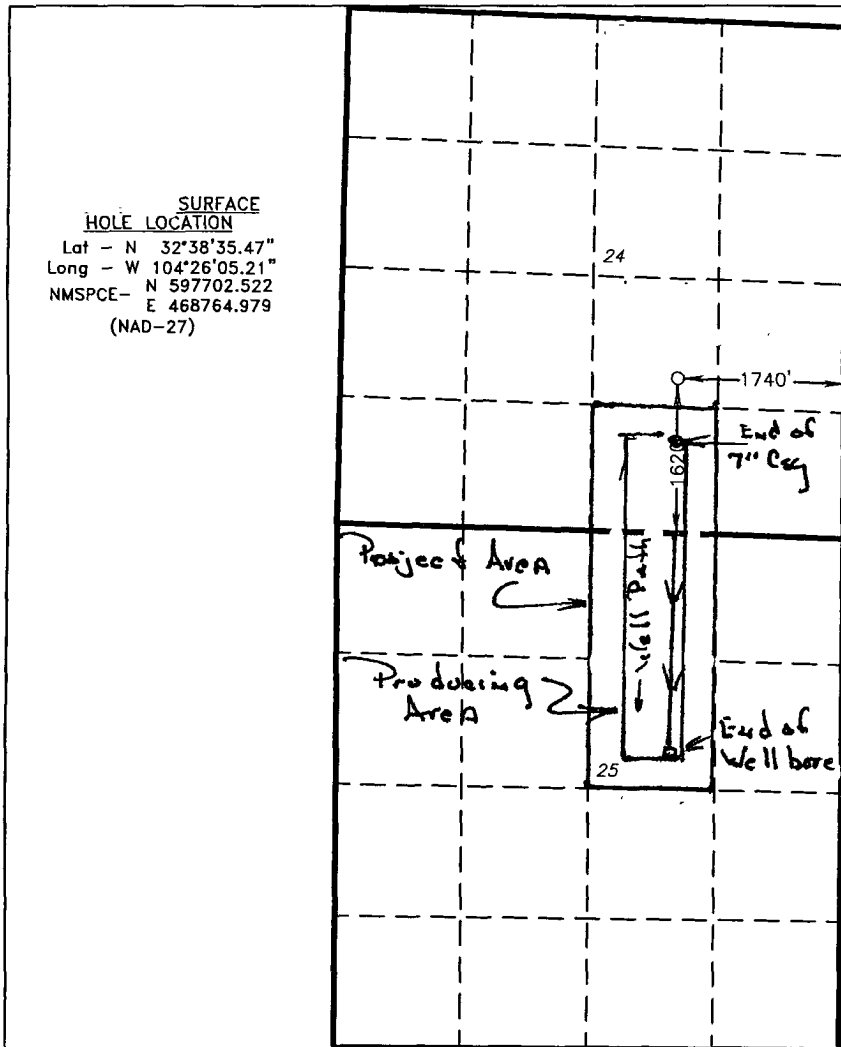 SURFACE
HOLE LOCATION
Lat - N 32°38'35.47"
Long - W 104°26'05.21"
NMSPCE- N 597702.522
E 468764.979
(NAD-27)
24
1740'
End of
7" Csg
1620'
Project Area
Well Path
Producing
Area
End of
Well bore
25